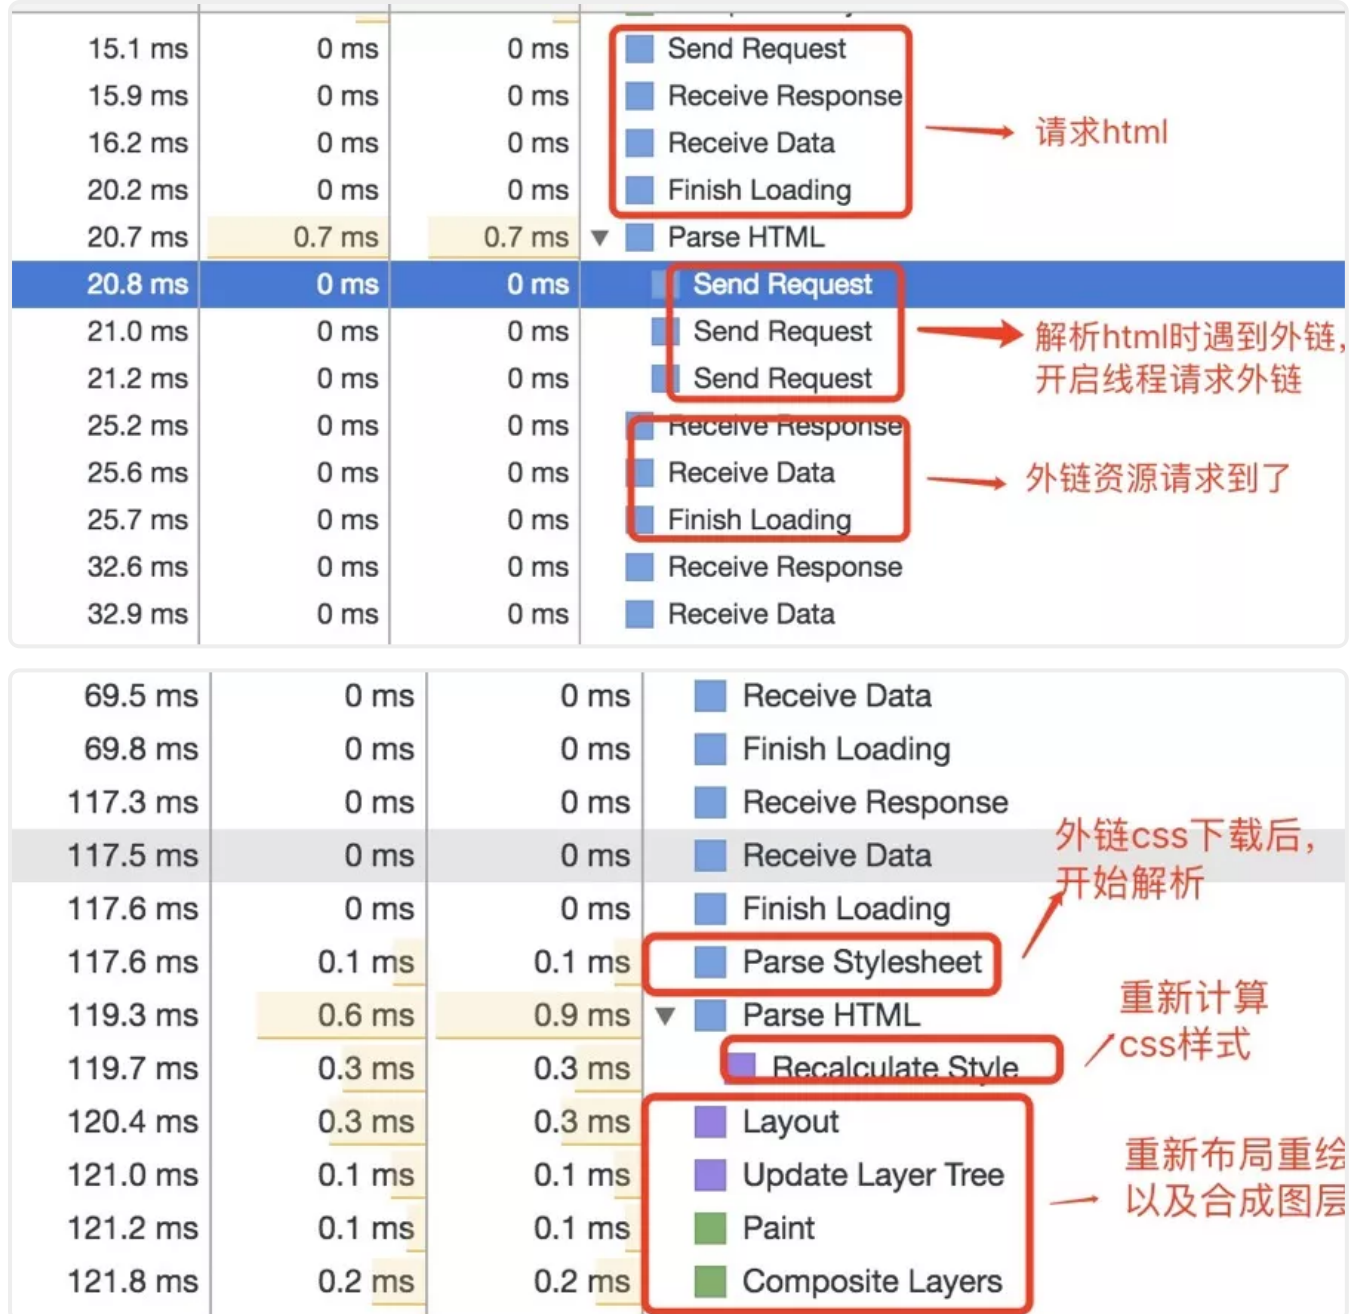 15.1 ms 0 ms 0 ms Send Request
15.9 ms 0 ms 0 ms Receive Response
请求html
16.2 ms 0 ms 0 ms Receive Data
20.2 ms 0 ms 0 ms Finish Loading
20.7 ms 0.7 ms 0.7 ms ▼ Parse HTML
20.8 ms 0 ms 0 ms Send Request
21.0 ms 0 ms 0 ms Send Request
解析html时遇到外链,
21.2 ms 0 ms 0 ms Send Request
开启线程请求外链
25.2 ms 0 ms 0 ms Receive Response
25.6 ms 0 ms 0 ms Receive Data
外链资源请求到了
25.7 ms 0 ms 0 ms Finish Loading
32.6 ms 0 ms 0 ms Receive Response
32.9 ms 0 ms 0 ms Receive Data
69.5 ms 0 ms 0 ms Receive Data
69.8 ms 0 ms 0 ms Finish Loading
117.3 ms 0 ms 0 ms Receive Response
外链css下载后,
117.5 ms 0 ms 0 ms Receive Data
开始解析
117.6 ms 0 ms 0 ms Finish Loading
117.6 ms 0.1 ms 0.1 ms Parse Stylesheet
重新计算
119.3 ms 0.6 ms 0.9 ms ▼ Parse HTML
css样式
119.7 ms 0.3 ms 0.3 ms Recalculate Style
120.4 ms 0.3 ms 0.3 ms Layout
重新布局重绘
121.0 ms 0.1 ms 0.1 ms Update Layer Tree
以及合成图层
121.2 ms 0.1 ms 0.1 ms Paint
121.8 ms 0.2 ms 0.2 ms Composite Layers